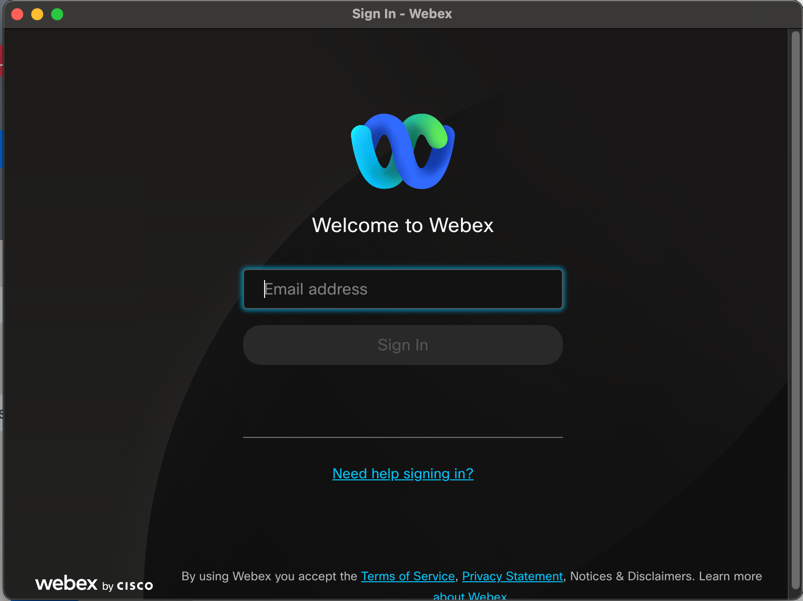 Sign In - Webex
Welcome to Webex
Email address
Sign In
Need help signing in?
webex by CISCO
By using Webex you accept the Terms of Service, Privacy Statement, Notices & Disclaimers. Learn more
about Webex